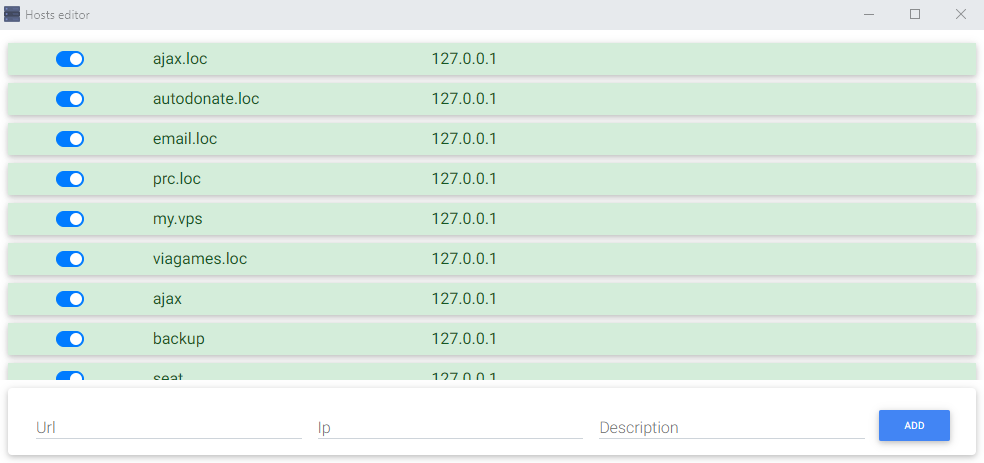 Hosts editor
ajax.loc 127.0.0.1
autodonate.loc 127.0.0.1
email.loc 127.0.0.1
prc.loc 127.0.0.1
my.vps 127.0.0.1
viagames.loc 127.0.0.1
ajax 127.0.0.1
backup 127.0.0.1
seat 127.0.0.1
Url Ip Description ADD